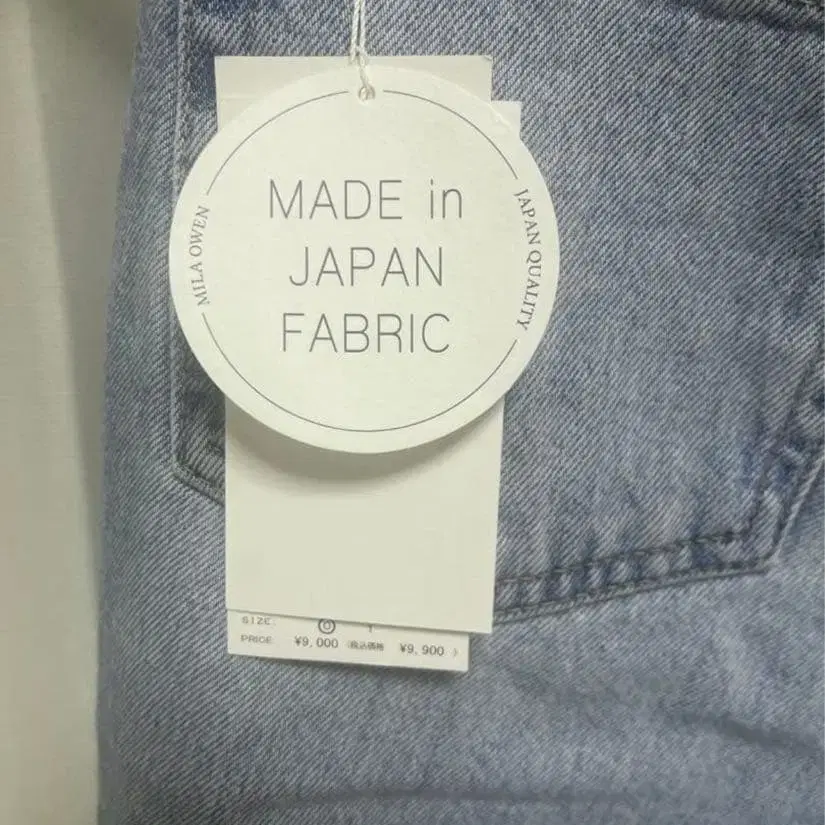 MADE in
JAPAN
FABRIC
MILA OWEN
JAPAN QUALITY
SIZE: 0 1
PRICE ¥9,000 (税込価格 ¥9,900 )